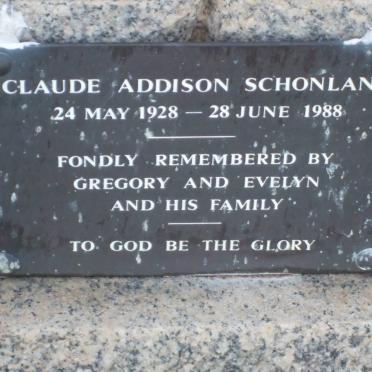 CLAUDE ADDISON SCHONLAN
24 MAY 1928 — 28 JUNE 1988
FONDLY REMEMBERED BY
GREGORY AND EVELYN
AND HIS FAMILY
TO GOD BE THE GLORY